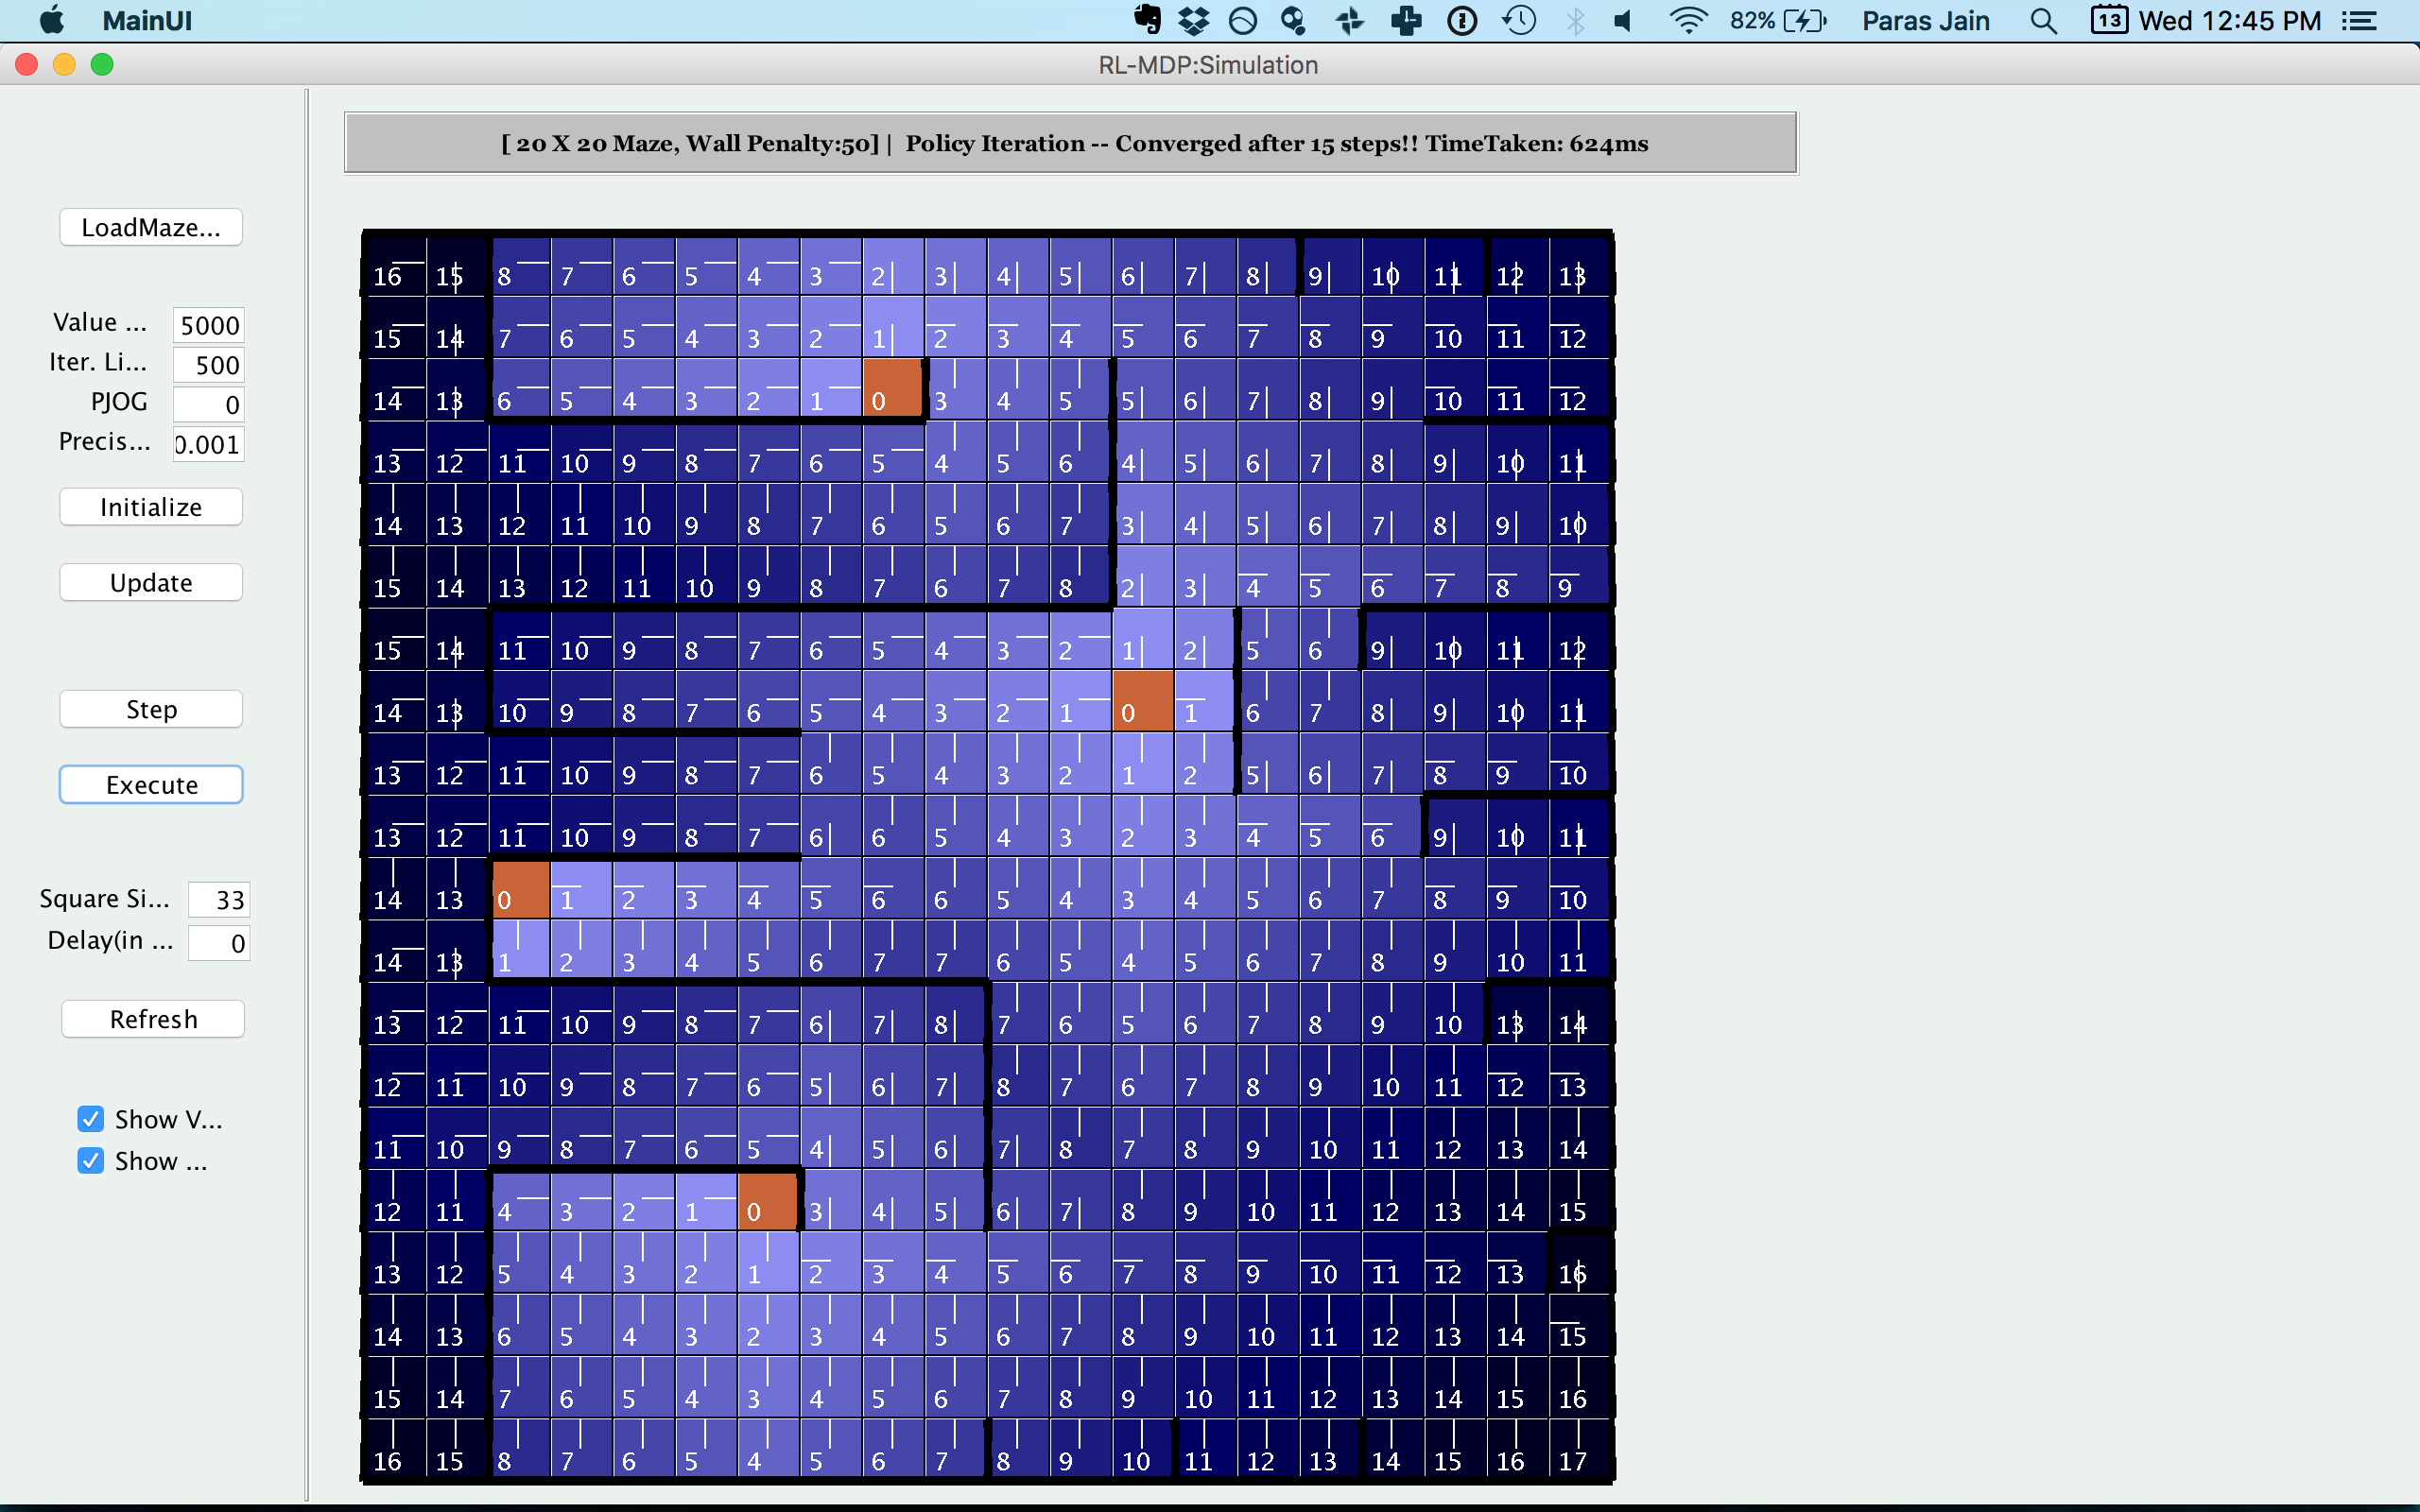 MainUI 82% Paras Jain 13 Wed 12:45 PM
RL-MDP:Simulation
[ 20 X 20 Maze, Wall Penalty:50] | Policy Iteration -- Converged after 15 steps!! TimeTaken: 624ms
LoadMaze...
Value ... 5000
Iter. Li... 500
PJOG 0
Precis... 0.001
Initialize
Update
Step
Execute
Square Si... 33
Delay(in ... 0
Refresh
Show V...
Show ...
16 15 8 7 6 5 4 3 2 3 4 5 6 7 8 9 10 11 12 13
15 14 7 6 5 4 3 2 1 2 3 4 5 6 7 8 9 10 11 12
14 13 6 5 4 3 2 1 0 3 4 5 5 6 7 8 9 10 11 12
13 12 11 10 9 8 7 6 5 4 5 6 4 5 6 7 8 9 10 11
14 13 12 11 10 9 8 7 6 5 6 7 3 4 5 6 7 8 9 10
15 14 13 12 11 10 9 8 7 6 7 8 2 3 4 5 6 7 8 9
15 14 11 10 9 8 7 6 5 4 3 2 1 2 5 6 9 10 11 12
14 13 10 9 8 7 6 5 4 3 2 1 0 1 6 7 8 9 10 11
13 12 11 10 9 8 7 6 5 4 3 2 1 2 5 6 7 8 9 10
13 12 11 10 9 8 7 6 6 5 4 3 2 3 4 5 6 9 10 11
14 13 0 1 2 3 4 5 6 6 5 4 3 4 5 6 7 8 9 10
14 13 1 2 3 4 5 6 7 7 6 5 4 5 6 7 8 9 10 11
13 12 11 10 9 8 7 6 7 8 7 6 5 6 7 8 9 10 13 14
12 11 10 9 8 7 6 5 6 7 8 7 6 7 8 9 10 11 12 13
11 10 9 8 7 6 5 4 5 6 7 8 7 8 9 10 11 12 13 14
12 11 4 3 2 1 0 3 4 5 6 7 8 9 10 11 12 13 14 15
13 12 5 4 3 2 1 2 3 4 5 6 7 8 9 10 11 12 13 16
14 13 6 5 4 3 2 3 4 5 6 7 8 9 10 11 12 13 14 15
15 14 7 6 5 4 3 4 5 6 7 8 9 10 11 12 13 14 15 16
16 15 8 7 6 5 4 5 6 7 8 9 10 11 12 13 14 15 16 17